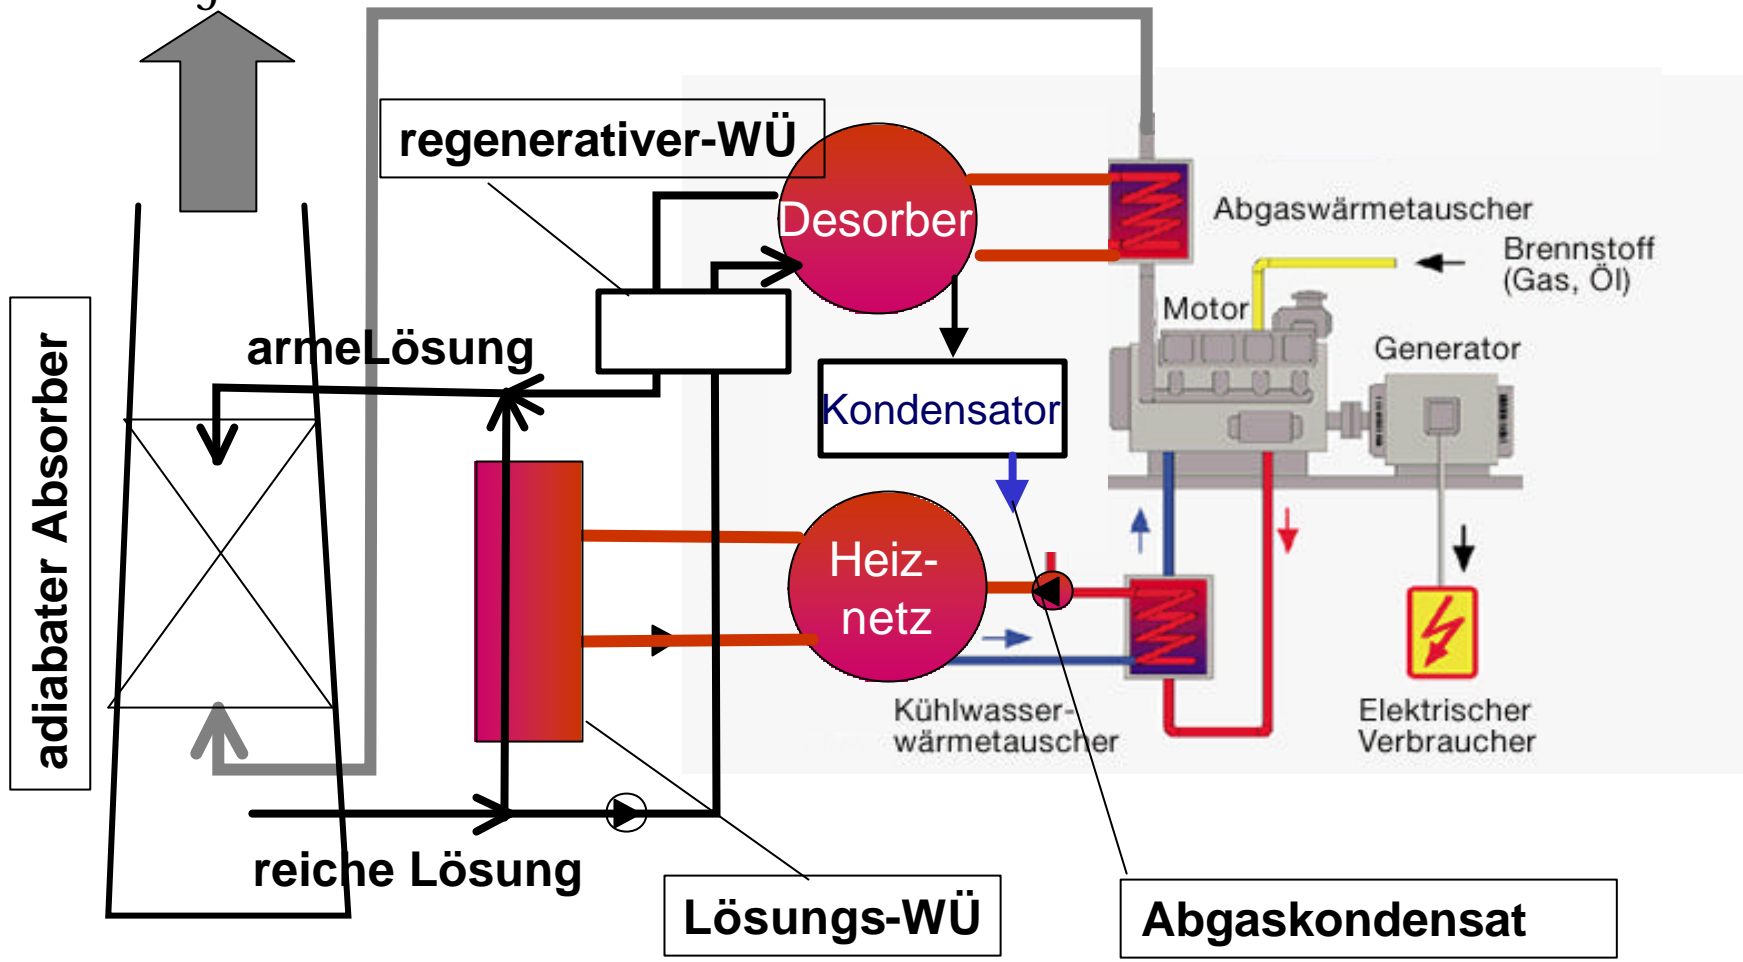 regenerativer-WÜ
Desorber
Abgaswärmetauscher
Brennstoff
(Gas, Öl)
Motor
Generator
armeLösung
Kondensator
adiabater Absorber
Heiz-
netz
Kühlwasser-
wärmetauscher
Elektrischer
Verbraucher
reiche Lösung
Lösungs-WÜ
Abgaskondensat